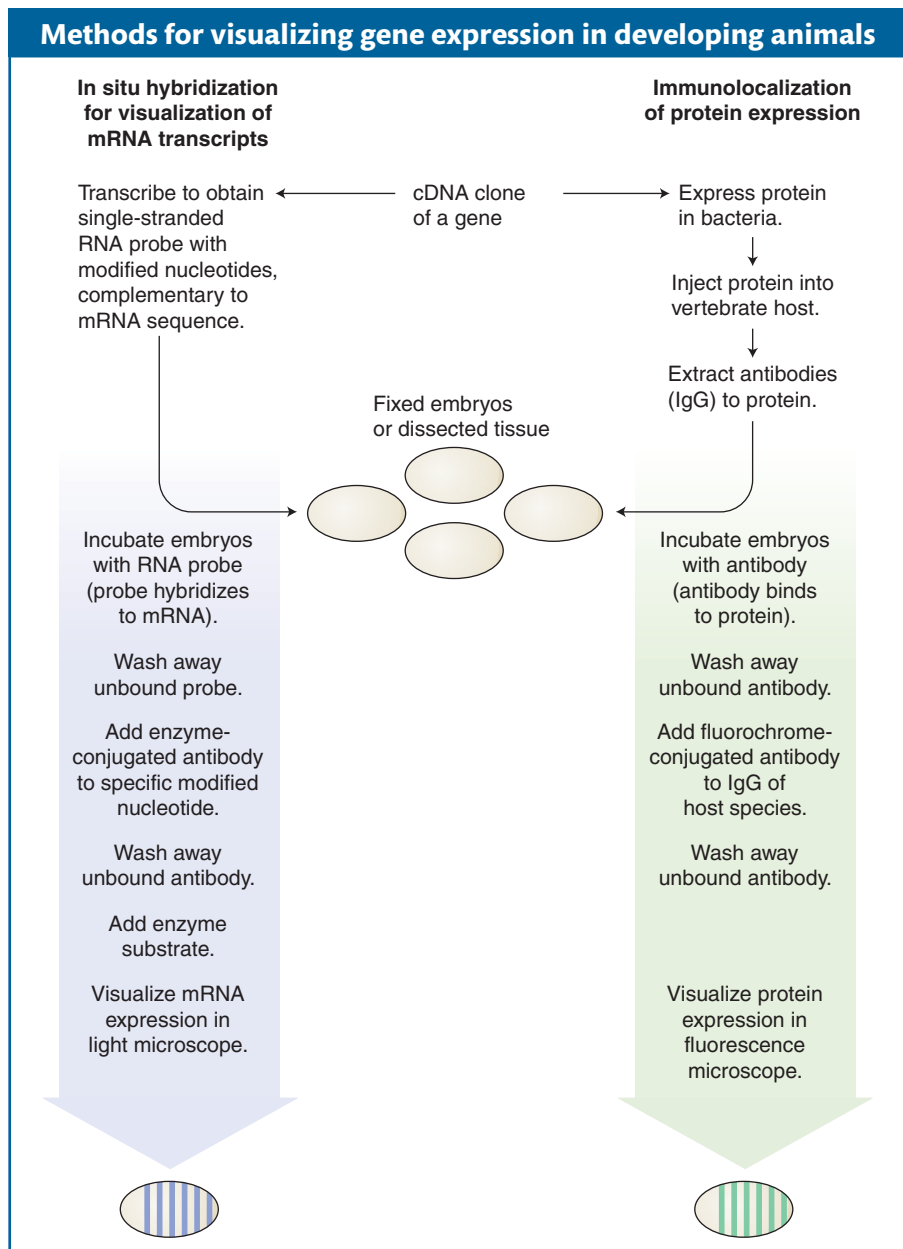 Methods for visualizing gene expression in developing animals
In situ hybridization
for visualization of
mRNA transcripts
Immunolocalization
of protein expression
Transcribe to obtain
single-stranded
RNA probe with
modified nucleotides,
complementary to
mRNA sequence.
cDNA clone
of a gene
Express protein
in bacteria.
Inject protein into
vertebrate host.
Extract antibodies
(IgG) to protein.
Fixed embryos
or dissected tissue
Incubate embryos
with RNA probe
(probe hybridizes
to mRNA).
Wash away
unbound probe.
Add enzyme-
conjugated antibody
to specific modified
nucleotide.
Wash away
unbound antibody.
Add enzyme
substrate.
Visualize mRNA
expression in
light microscope.
Incubate embryos
with antibody
(antibody binds
to protein).
Wash away
unbound antibody.
Add fluorochrome-
conjugated antibody
to IgG of
host species.
Wash away
unbound antibody.
Visualize protein
expression in
fluorescence
microscope.